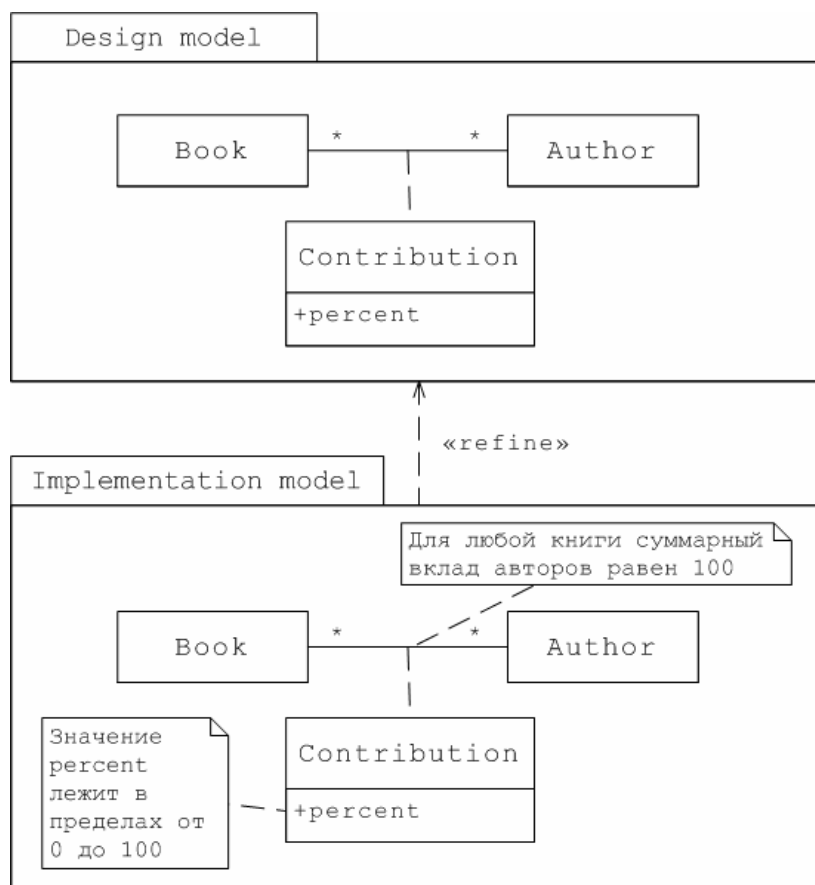 Design model
* *
Book Author
Contribution
+percent
«refine»
Implementation model
Для любой книги суммарный
вклад авторов равен 100
* *
Book Author
Значение
percent
лежит в
пределах от
0 до 100
Contribution
+percent